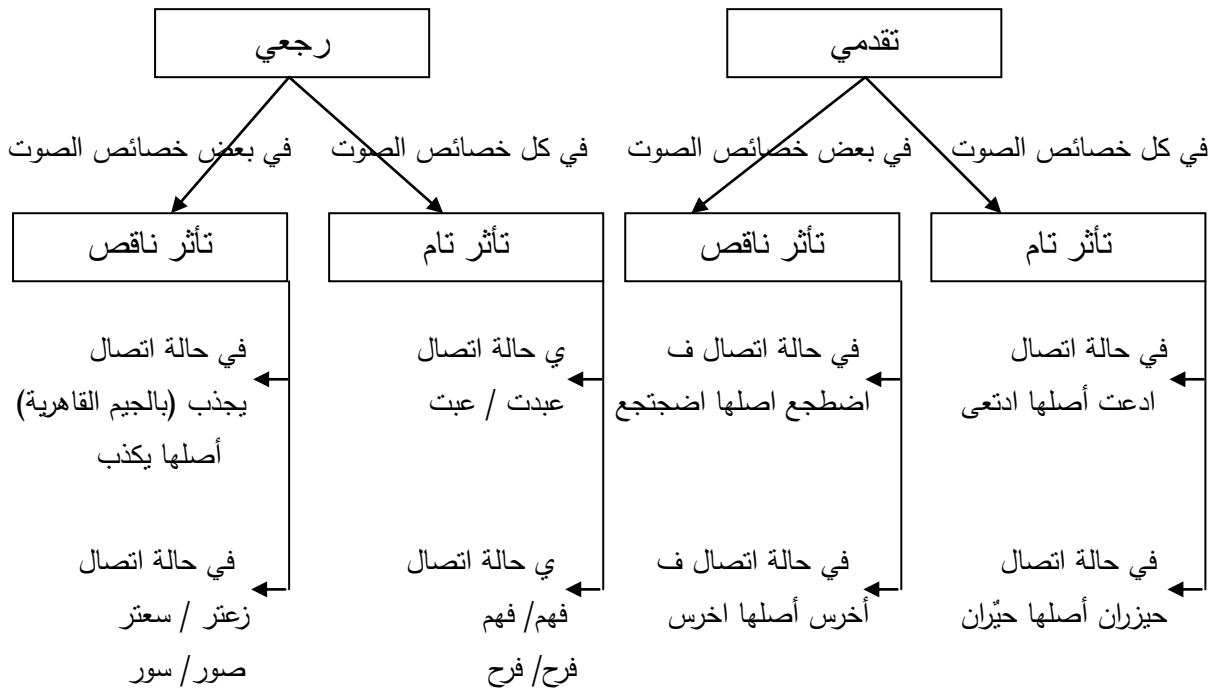 تقدمي
رجعي
في كل خصائص الصوت
في بعض خصائص الصوت
في كل خصائص الصوت
في بعض خصائص الصوت
تأثر تام
تأثر ناقص
تأثر تام
تأثر ناقص
في حالة اتصال
ادعت أصلها ادتعى
في حالة اتصال ف
اضطجع اصلها اضجتجع
ي حالة اتصال
عبدت / عبت
في حالة اتصال
يجذب (بالجيم القاهرية)
أصلها يكذب
في حالة اتصال
حيزران أصلها حيٌران
في حالة اتصال ف
أخرس أصلها اخرس
ي حالة اتصال
فهم/ فهم
فرح/ فرح
في حالة اتصال
زعتر / سعتر
صور/ سور